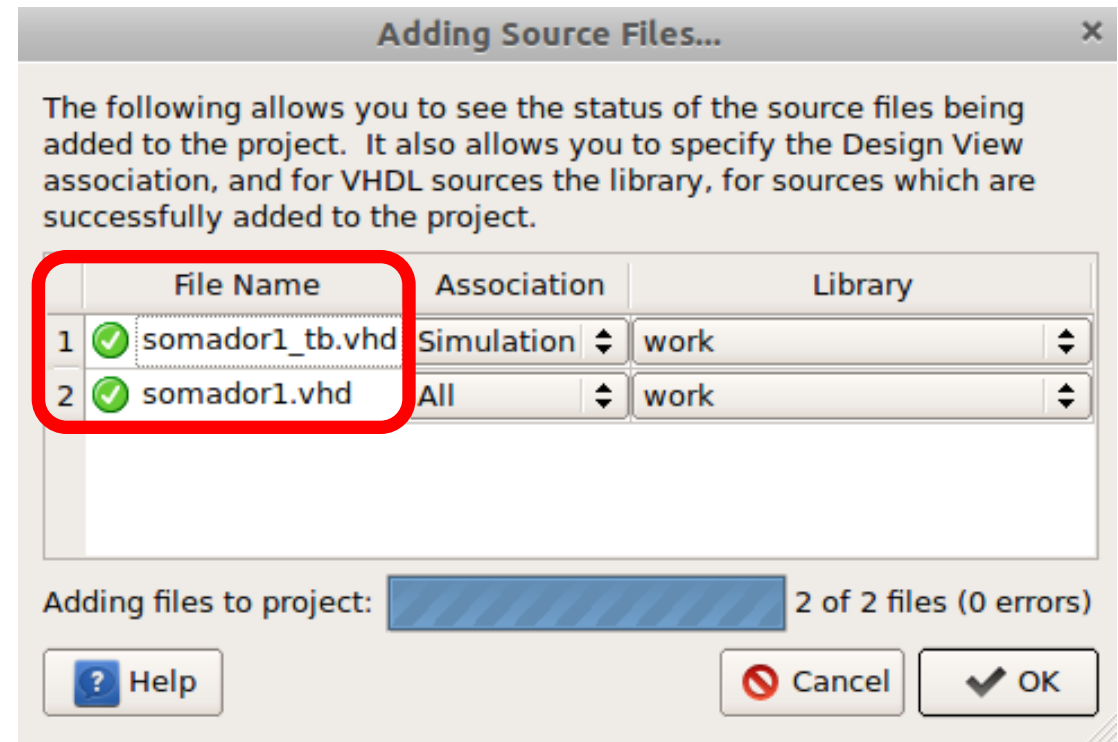 Adding Source Files...
The following allows you to see the status of the source files being
added to the project.  It also allows you to specify the Design View
association, and for VHDL sources the library, for sources which are
successfully added to the project.
File Name Association Library
1 somador1_tb.vhd Simulation work
2 somador1.vhd All work
Adding files to project: 2 of 2 files (0 errors)
Help Cancel OK